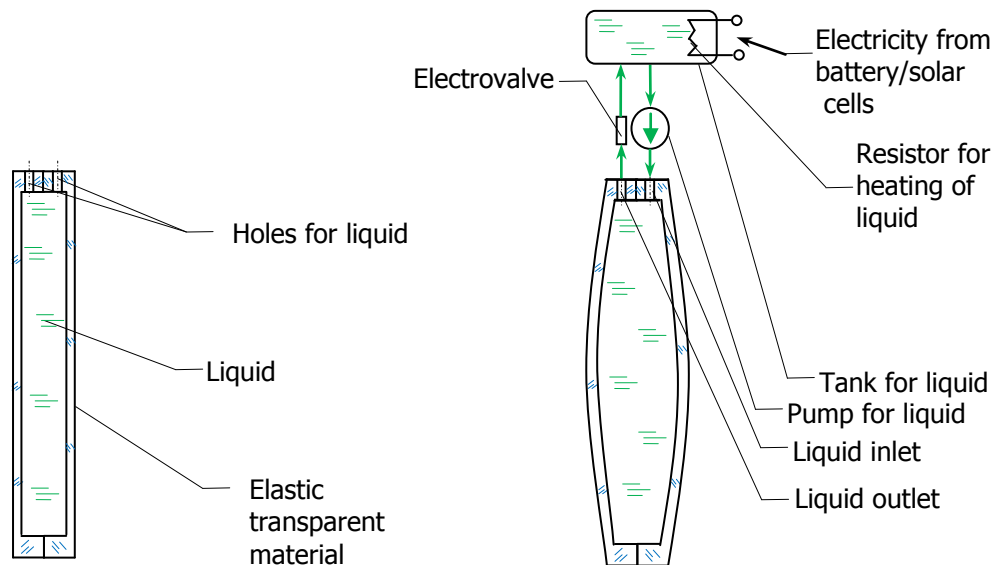 Electricity from
battery/solar
cells
Electrovalve
Resistor for
heating of
liquid
Holes for liquid
Liquid
Tank for liquid
Pump for liquid
Liquid inlet
Liquid outlet
Elastic
transparent
material